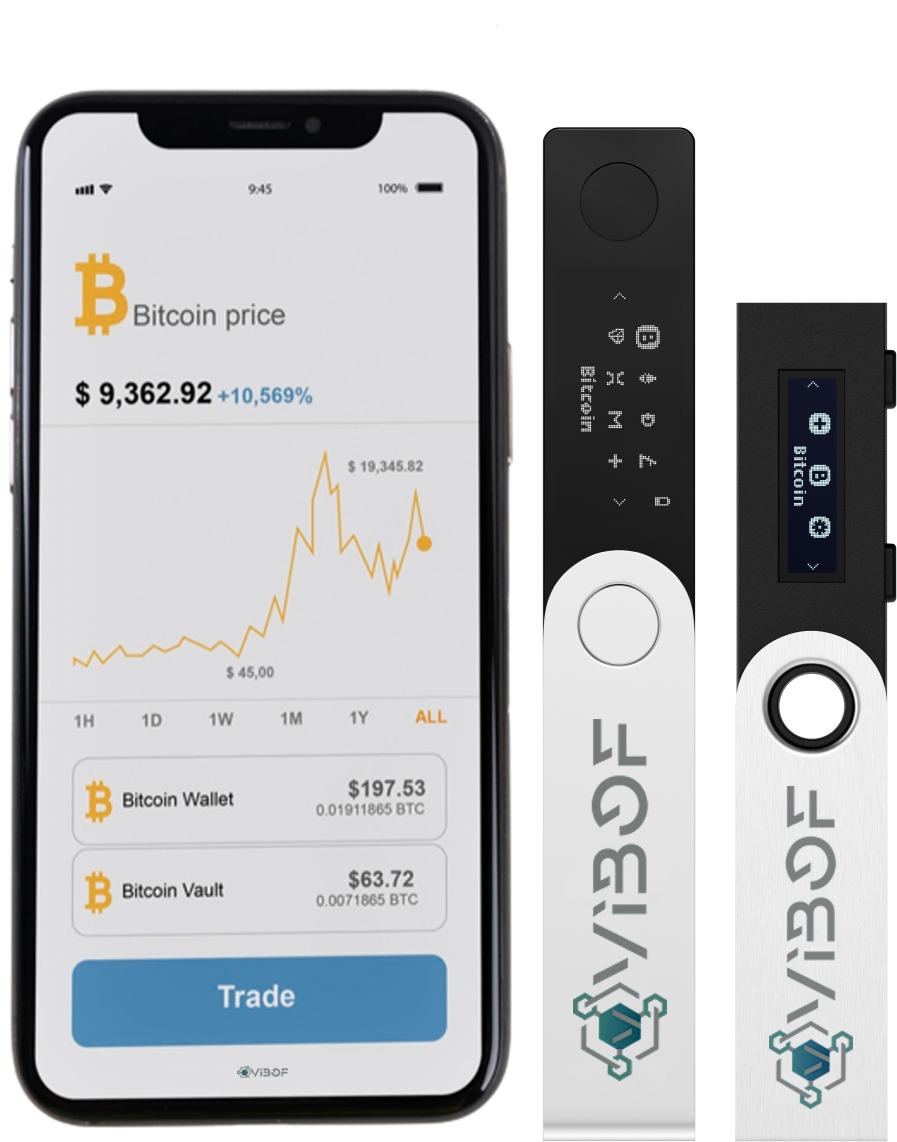 9:45
100%
Bitcoin price
$ 9,362.92 +10,569%
$ 19,345.82
$ 45,00
1H 1D 1W 1M 1Y ALL
Bitcoin Wallet
$197.53
0.01911865 BTC
Bitcoin Vault
$63.72
0.0071865 BTC
Trade
VIBOF
Bitcoin
VIBOF
Bitcoin
VIBOF